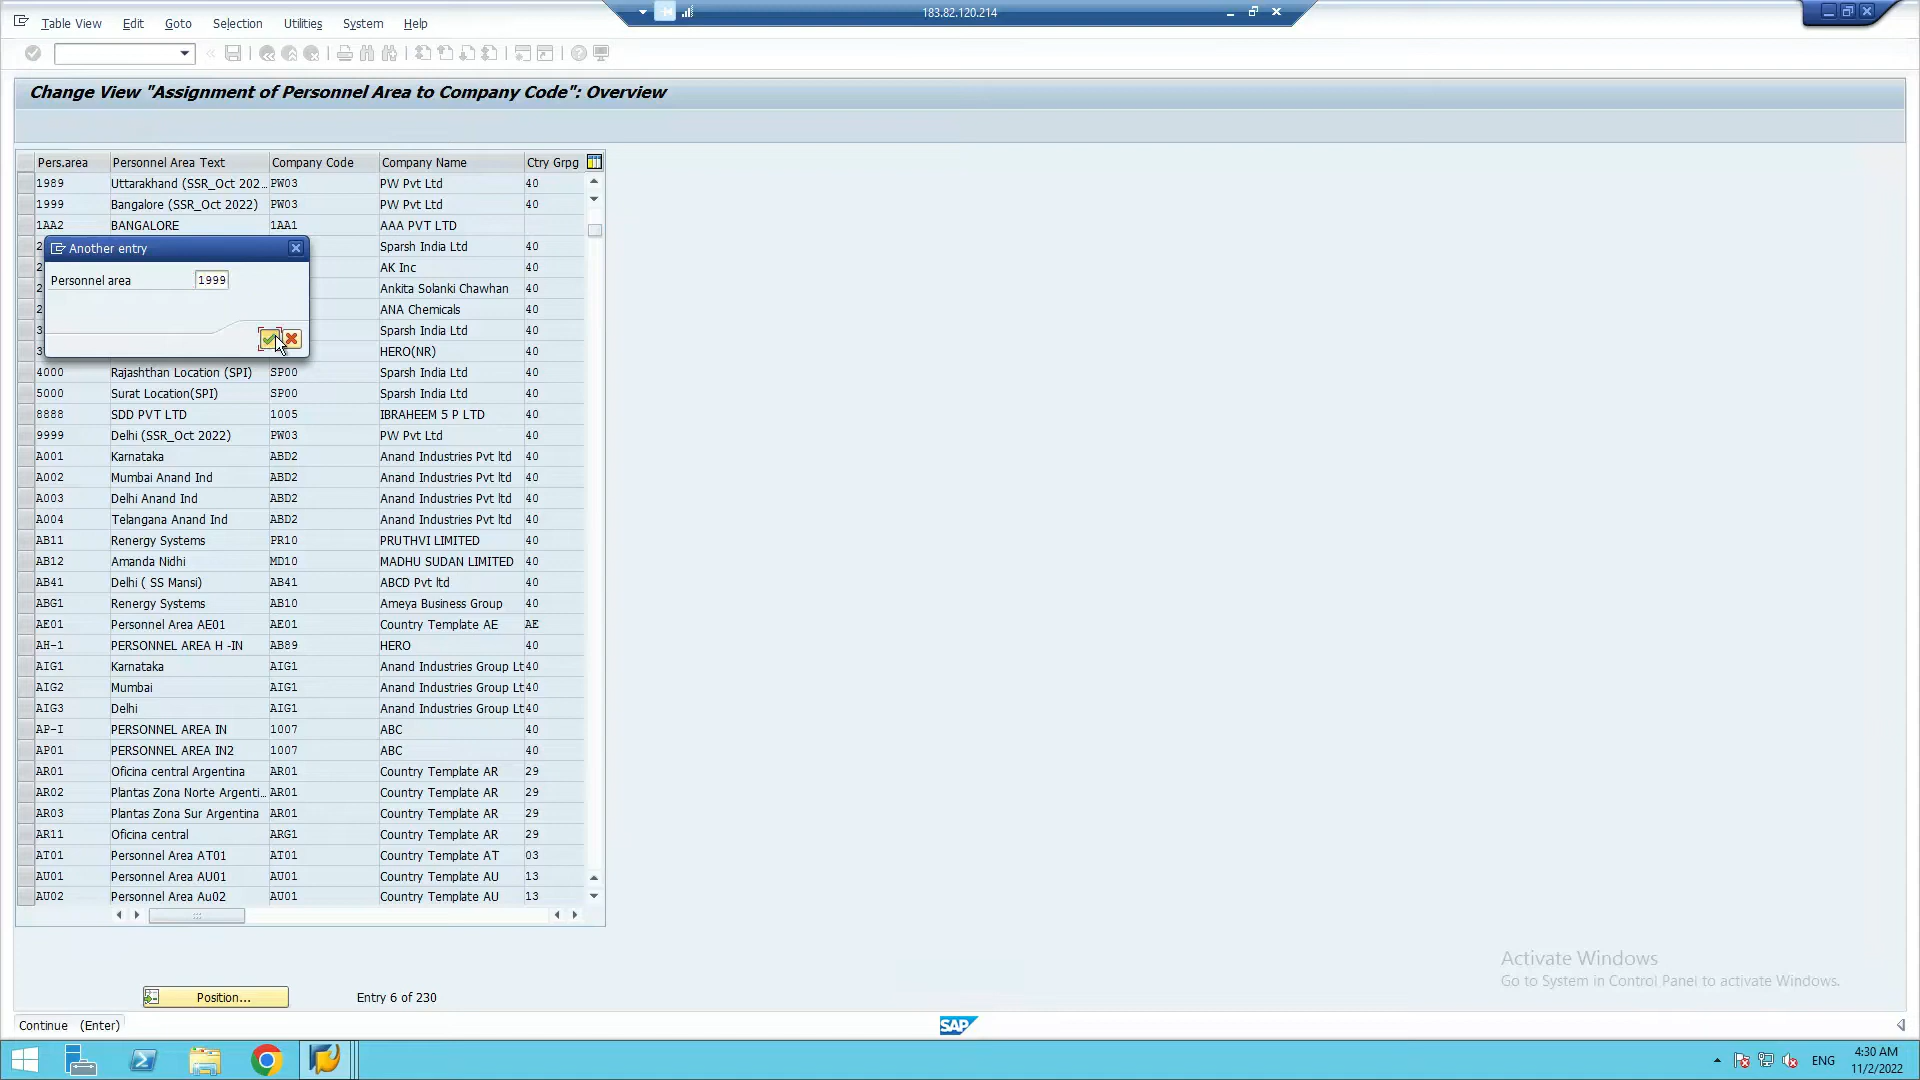 Table View Edit Goto Selection Utilities System Help
183.82.120.214
Change View "Assignment of Personnel Area to Company Code": Overview
Pers.area Personnel Area Text Company Code Company Name Ctry Grpg
1989 Uttarakhand (SSR_Oct 202... PW03 PW Pvt Ltd 40
1999 Bangalore (SSR_Oct 2022) PW03 PW Pvt Ltd 40
1AA2 BANGALORE 1AA1 AAA PVT LTD
2 Sparsh India Ltd 40
2 AK Inc 40
2 Ankita Solanki Chawhan 40
2 ANA Chemicals 40
3 Sparsh India Ltd 40
3 HERO(NR) 40
Another entry
Personnel area 1999
4000 Rajashthan Location (SPI) SP00 Sparsh India Ltd 40
5000 Surat Location(SPI) SP00 Sparsh India Ltd 40
8888 SDD PVT LTD 1005 IBRAHEEM 5 P LTD 40
9999 Delhi (SSR_Oct 2022) PW03 PW Pvt Ltd 40
A001 Karnataka ABD2 Anand Industries Pvt ltd 40
A002 Mumbai Anand Ind ABD2 Anand Industries Pvt ltd 40
A003 Delhi Anand Ind ABD2 Anand Industries Pvt ltd 40
A004 Telangana Anand Ind ABD2 Anand Industries Pvt ltd 40
AB11 Renergy Systems PR10 PRUTHVI LIMITED 40
AB12 Amanda Nidhi MD10 MADHU SUDAN LIMITED 40
AB41 Delhi ( SS Mansi) AB41 ABCD Pvt ltd 40
ABG1 Renergy Systems AB10 Ameya Business Group 40
AE01 Personnel Area AE01 AE01 Country Template AE AE
AH-1 PERSONNEL AREA H -IN AB89 HERO 40
AIG1 Karnataka AIG1 Anand Industries Group Lt 40
AIG2 Mumbai AIG1 Anand Industries Group Lt 40
AIG3 Delhi AIG1 Anand Industries Group Lt 40
AP-I PERSONNEL AREA IN 1007 ABC 40
AP01 PERSONNEL AREA IN2 1007 ABC 40
AR01 Oficina central Argentina AR01 Country Template AR 29
AR02 Plantas Zona Norte Argenti... AR01 Country Template AR 29
AR03 Plantas Zona Sur Argentina AR01 Country Template AR 29
AR11 Oficina central ARG1 Country Template AR 29
AT01 Personnel Area AT01 AT01 Country Template AT 03
AU01 Personnel Area AU01 AU01 Country Template AU 13
AU02 Personnel Area Au02 AU01 Country Template AU 13
Activate Windows
Go to System in Control Panel to activate Windows.
Position... Entry 6 of 230
Continue (Enter)
SAP
ENG 4:30 AM
11/2/2022